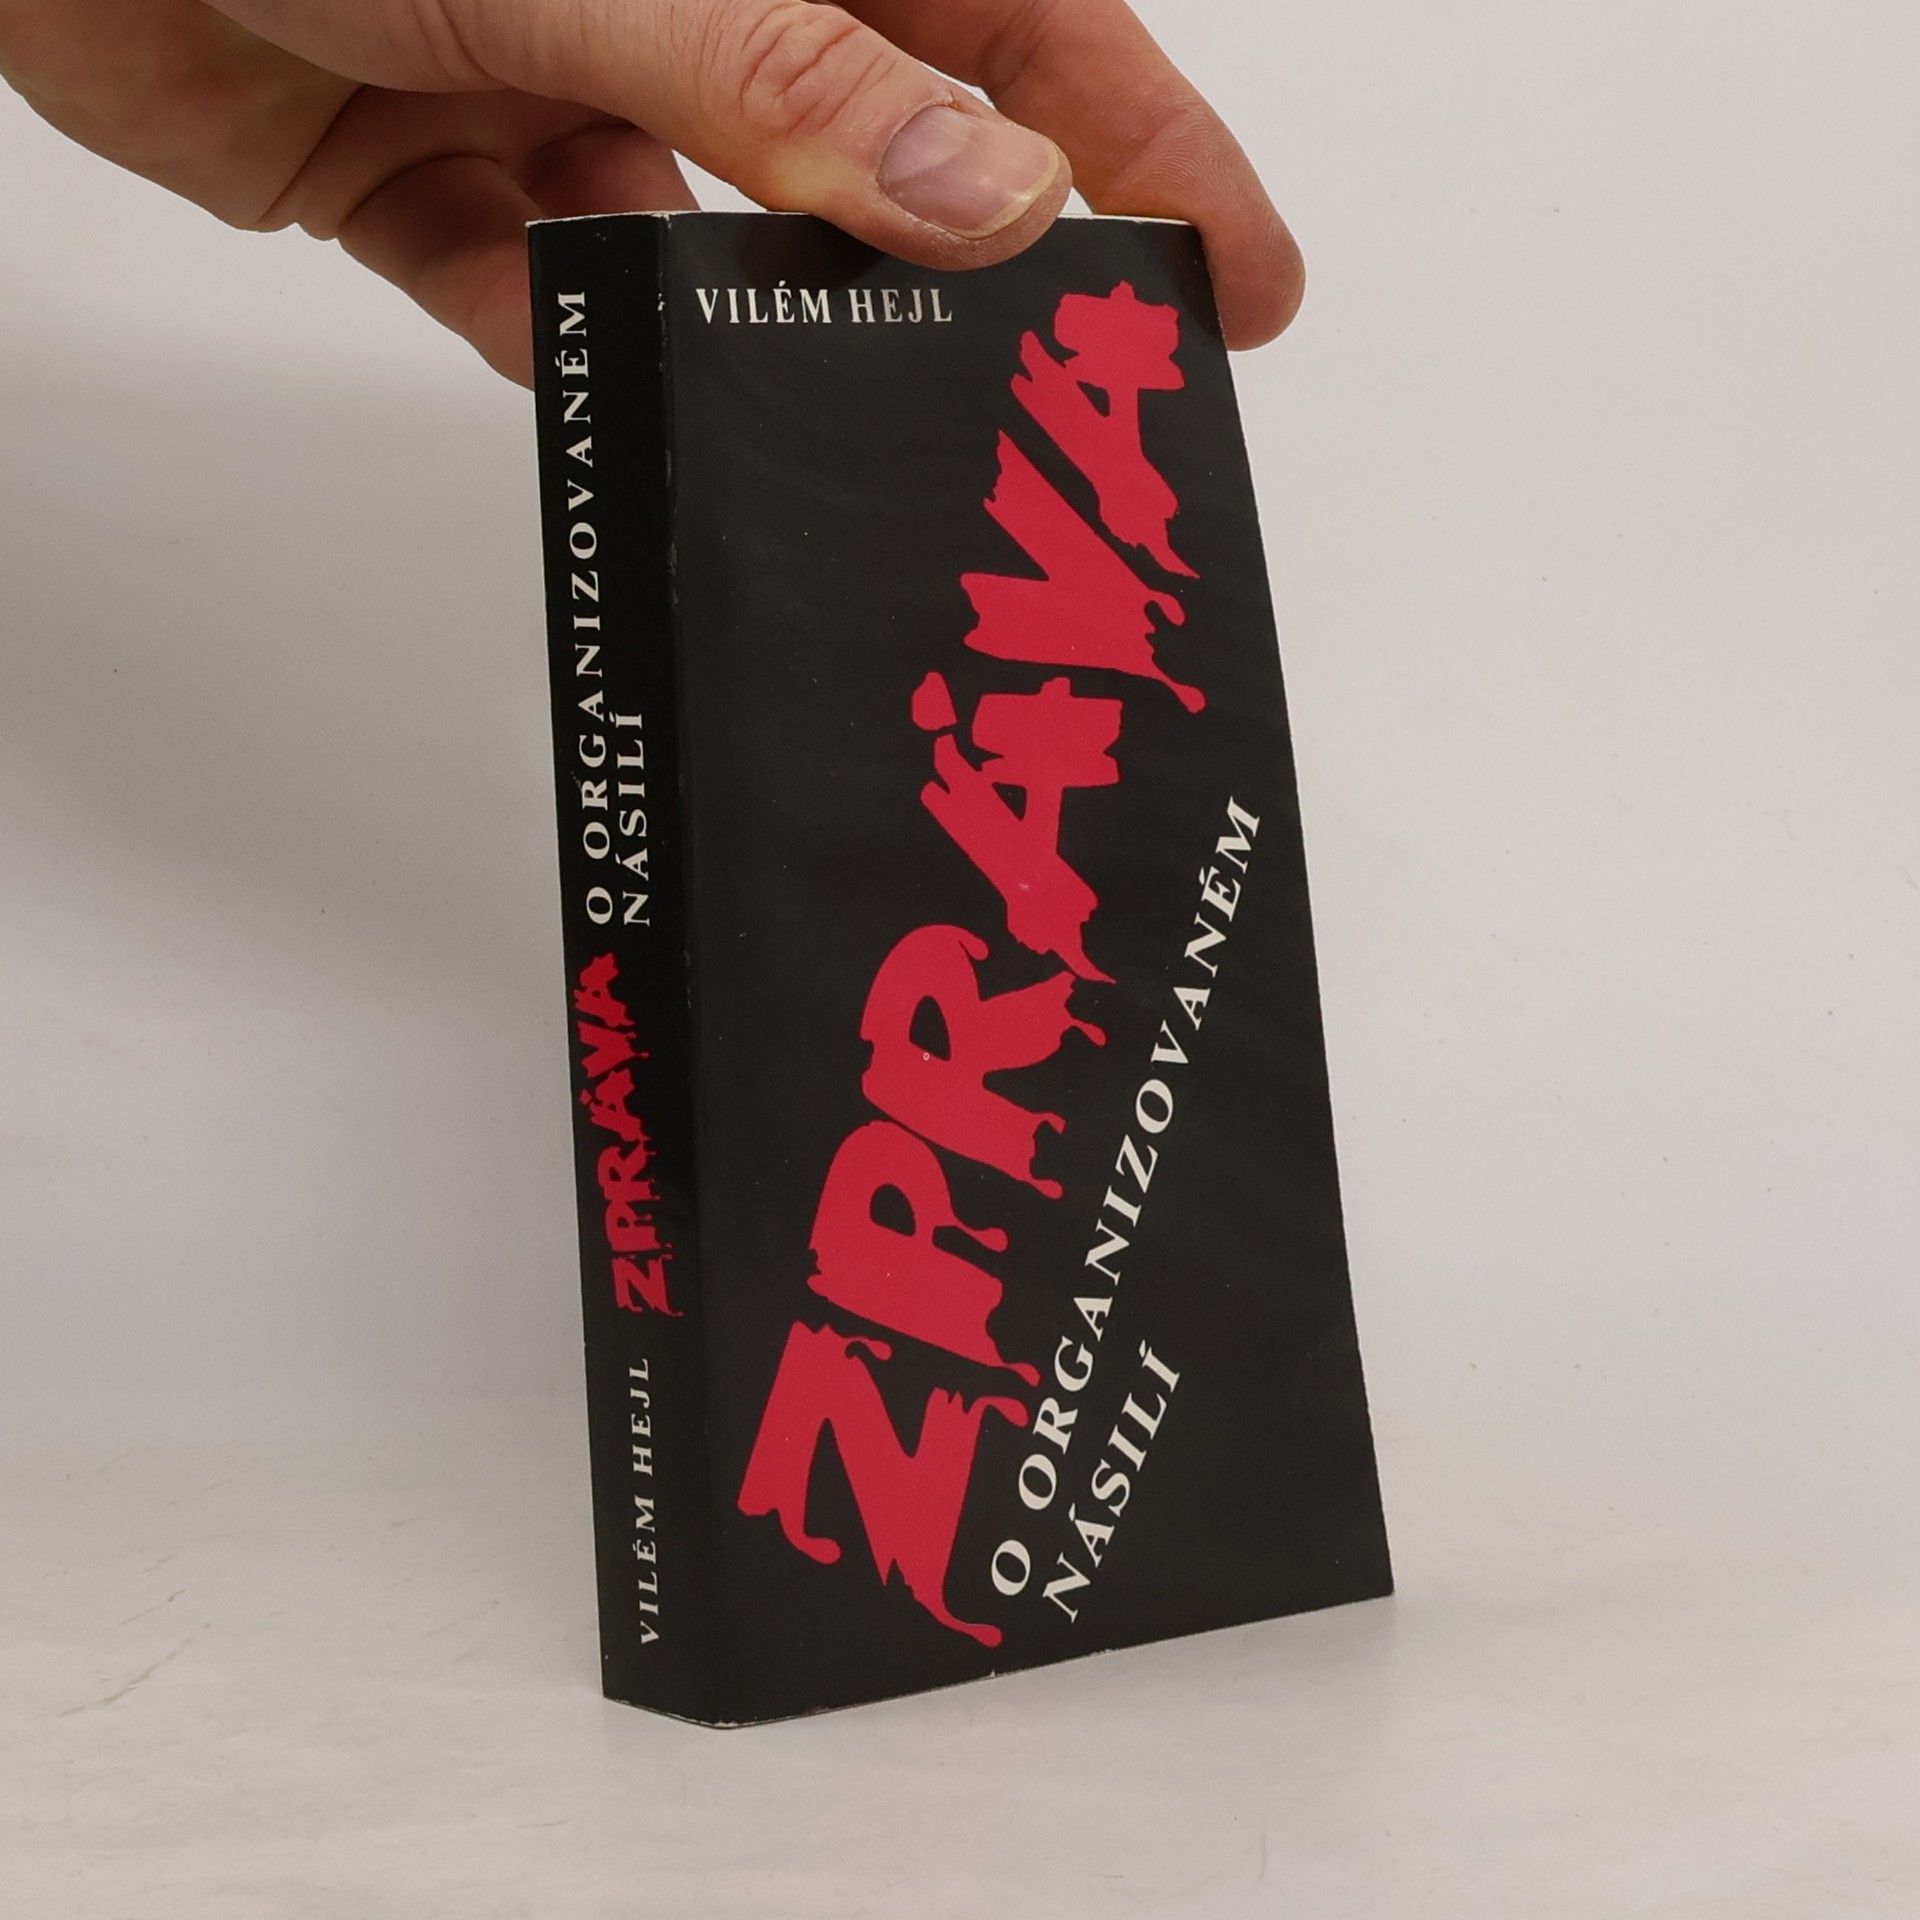 VILÉM HEJL
ZPRÁVA
O ORGANIZOVANÉM
NÁSILÍ
VILÉM HEJL
ZPRÁVA
O ORGANIZOVANÉM
NÁSILÍ